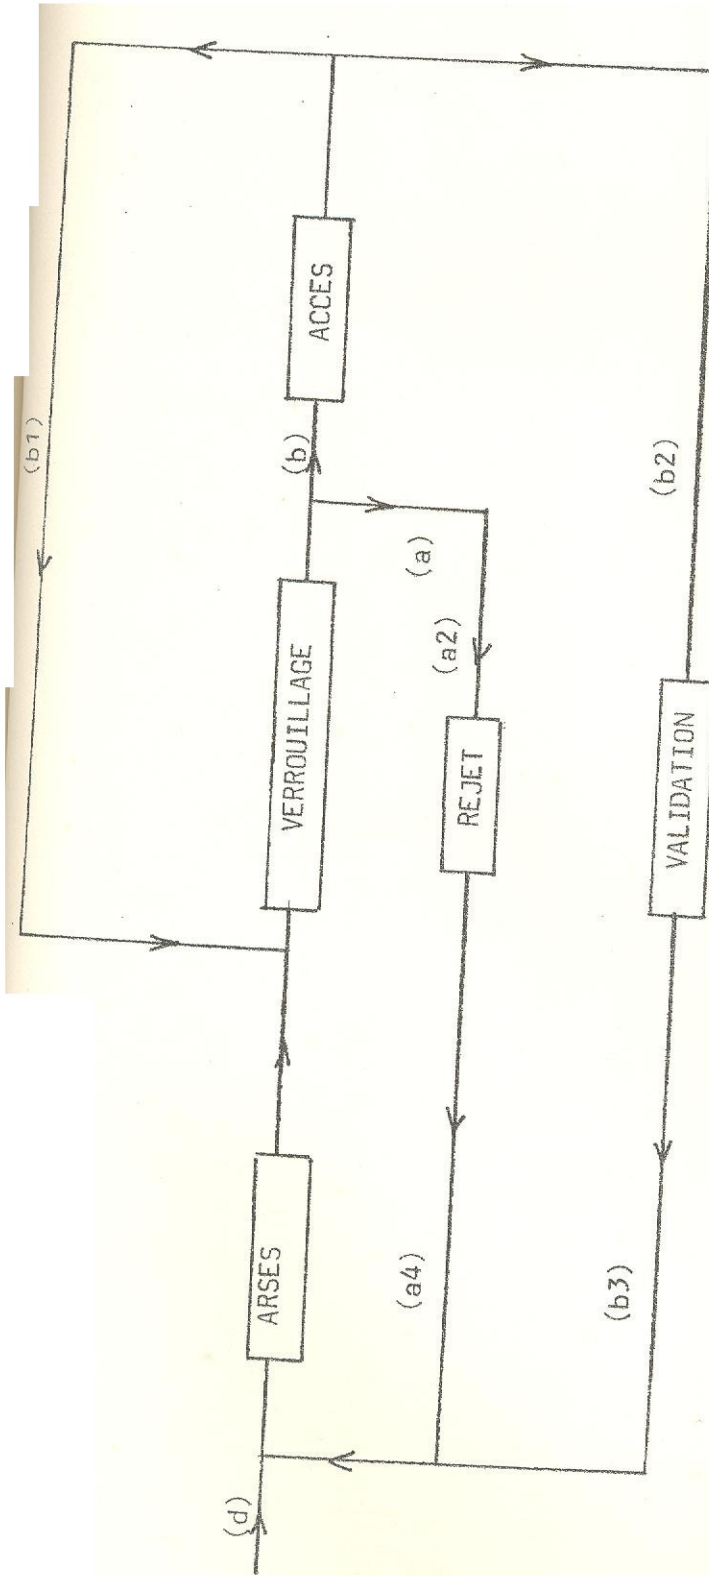 (b1)
ACCES
(b)
(a)
(b2)
(a2)
VERROUILLAGE
REJET
VALIDATION
ARSES
(a4)
(b3)
(d)